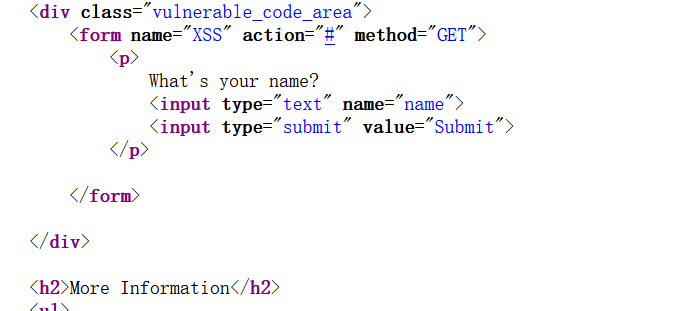 <div class="vulnerable_code_area">
<form name="XSS" action="#" method="GET">
<p>
What's your name?
<input type="text" name="name">
<input type="submit" value="Submit">
</p>
</form>
</div>
<h2>More Information</h2>
<ul>